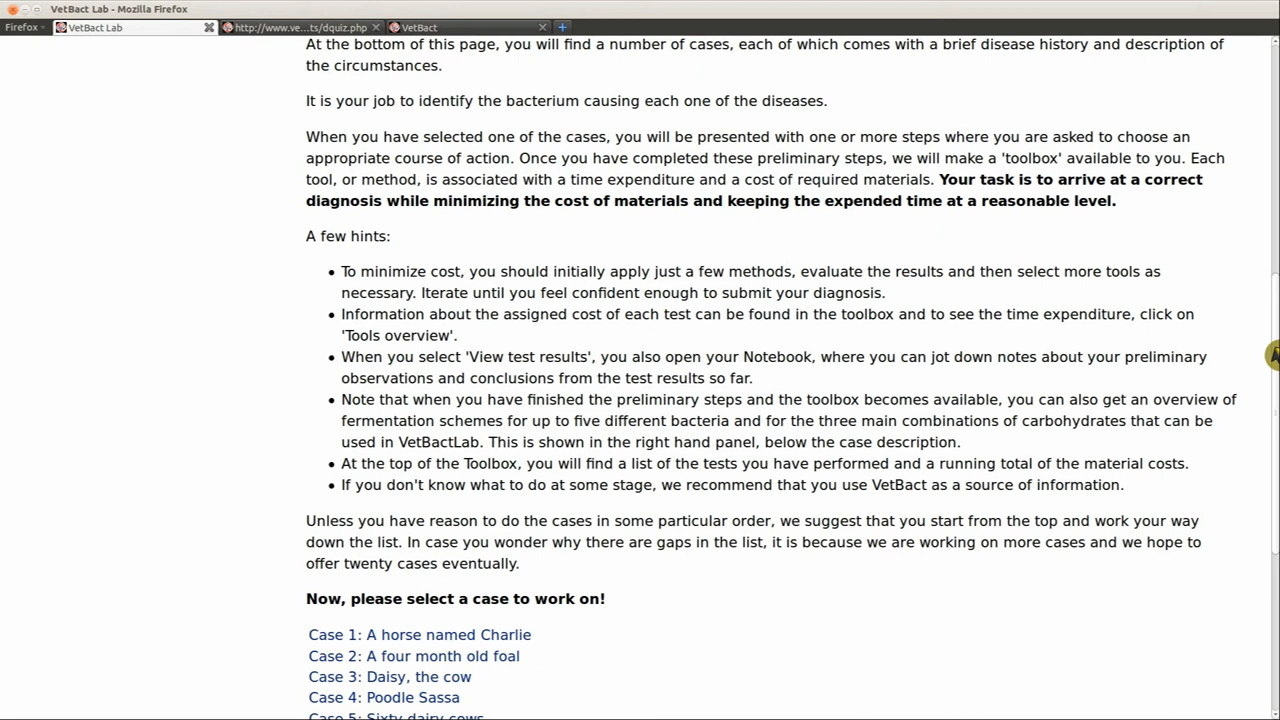 VetBact Lab - Mozilla Firefox
Firefox
VetBact Lab
http://www.ve...ts/dquiz.php
VetBact
At the bottom of this page, you will find a number of cases, each of which comes with a brief disease history and description of
the circumstances.
It is your job to identify the bacterium causing each one of the diseases.
When you have selected one of the cases, you will be presented with one or more steps where you are asked to choose an
appropriate course of action. Once you have completed these preliminary steps, we will make a 'toolbox' available to you. Each
tool, or method, is associated with a time expenditure and a cost of required materials. Your task is to arrive at a correct
diagnosis while minimizing the cost of materials and keeping the expended time at a reasonable level.
A few hints:
• To minimize cost, you should initially apply just a few methods, evaluate the results and then select more tools as
necessary. Iterate until you feel confident enough to submit your diagnosis.
• Information about the assigned cost of each test can be found in the toolbox and to see the time expenditure, click on
'Tools overview'.
• When you select 'View test results', you also open your Notebook, where you can jot down notes about your preliminary
observations and conclusions from the test results so far.
• Note that when you have finished the preliminary steps and the toolbox becomes available, you can also get an overview of
fermentation schemes for up to five different bacteria and for the three main combinations of carbohydrates that can be
used in VetBactLab. This is shown in the right hand panel, below the case description.
• At the top of the Toolbox, you will find a list of the tests you have performed and a running total of the material costs.
• If you don't know what to do at some stage, we recommend that you use VetBact as a source of information.
Unless you have reason to do the cases in some particular order, we suggest that you start from the top and work your way
down the list. In case you wonder why there are gaps in the list, it is because we are working on more cases and we hope to
offer twenty cases eventually.
Now, please select a case to work on!
Case 1: A horse named Charlie
Case 2: A four month old foal
Case 3: Daisy, the cow
Case 4: Poodle Sassa
Case 5: Sixty dairy cows